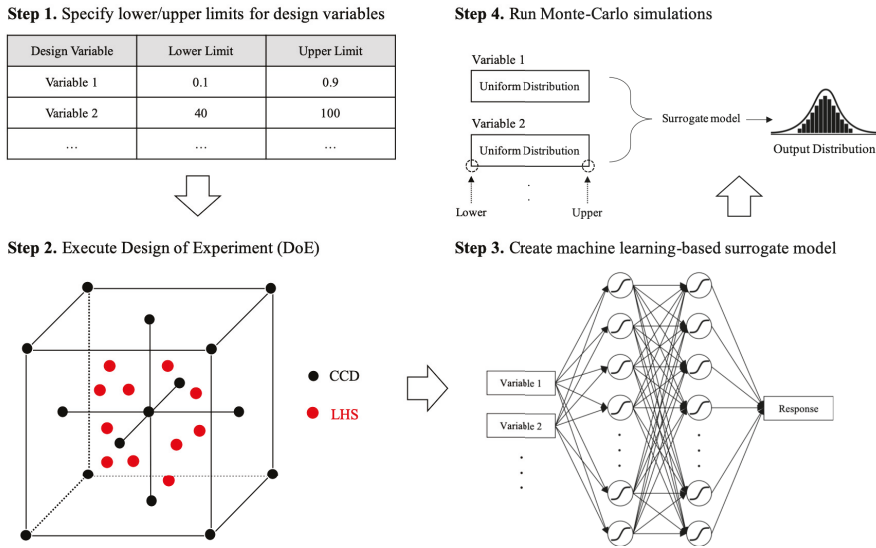 Step 1. Specify lower/upper limits for design variables
Design Variable Lower Limit Upper Limit
Variable 1 0.1 0.9
Variable 2 40 100
... ... ...
Step 2. Execute Design of Experiment (DoE)
CCD
LHS
Step 3. Create machine learning-based surrogate model
Variable 1
Variable 2
Response
Step 4. Run Monte-Carlo simulations
Variable 1
Uniform Distribution
Variable 2
Uniform Distribution
Lower Upper
Surrogate model
Output Distribution